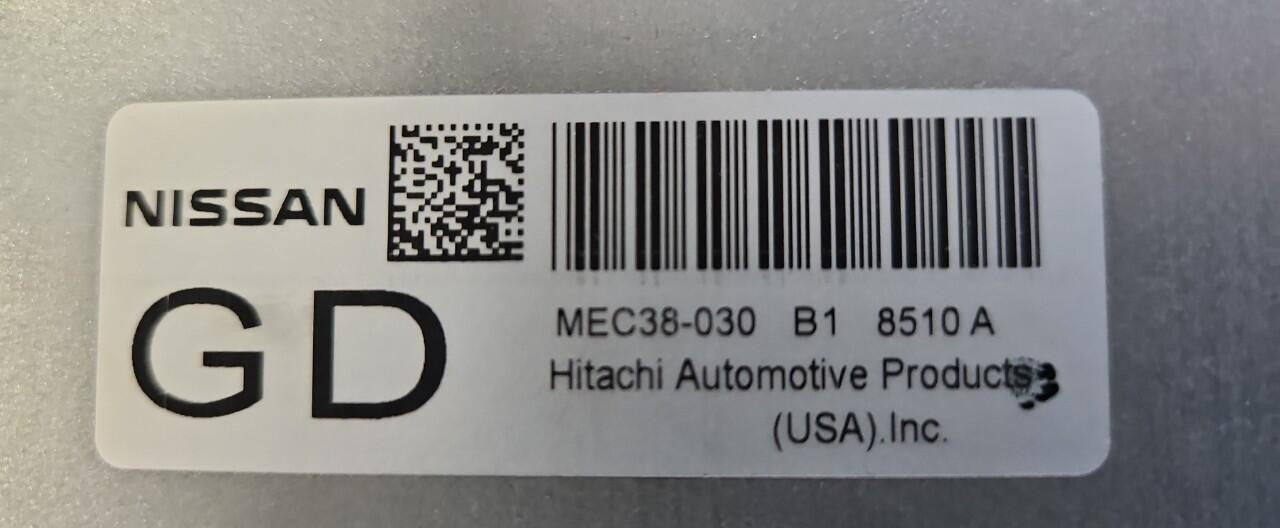 NISSAN
GD
MEC38-030 B1 8510 A
Hitachi Automotive Products
(USA).Inc.